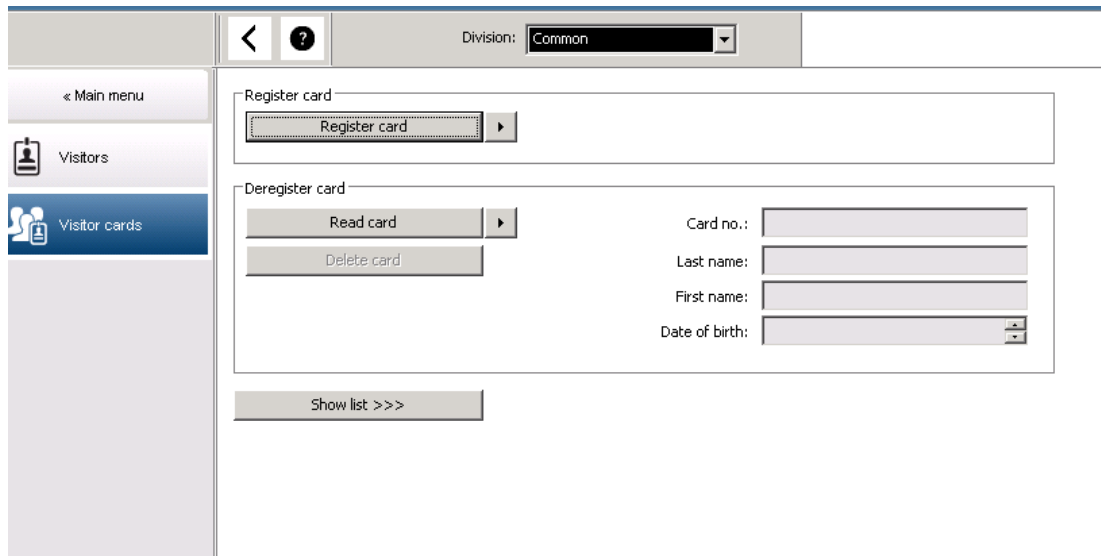 Division: Common
« Main menu
Visitors
Visitor cards
Register card
Register card
Deregister card
Read card
Delete card
Card no.:
Last name:
First name:
Date of birth:
Show list >>>